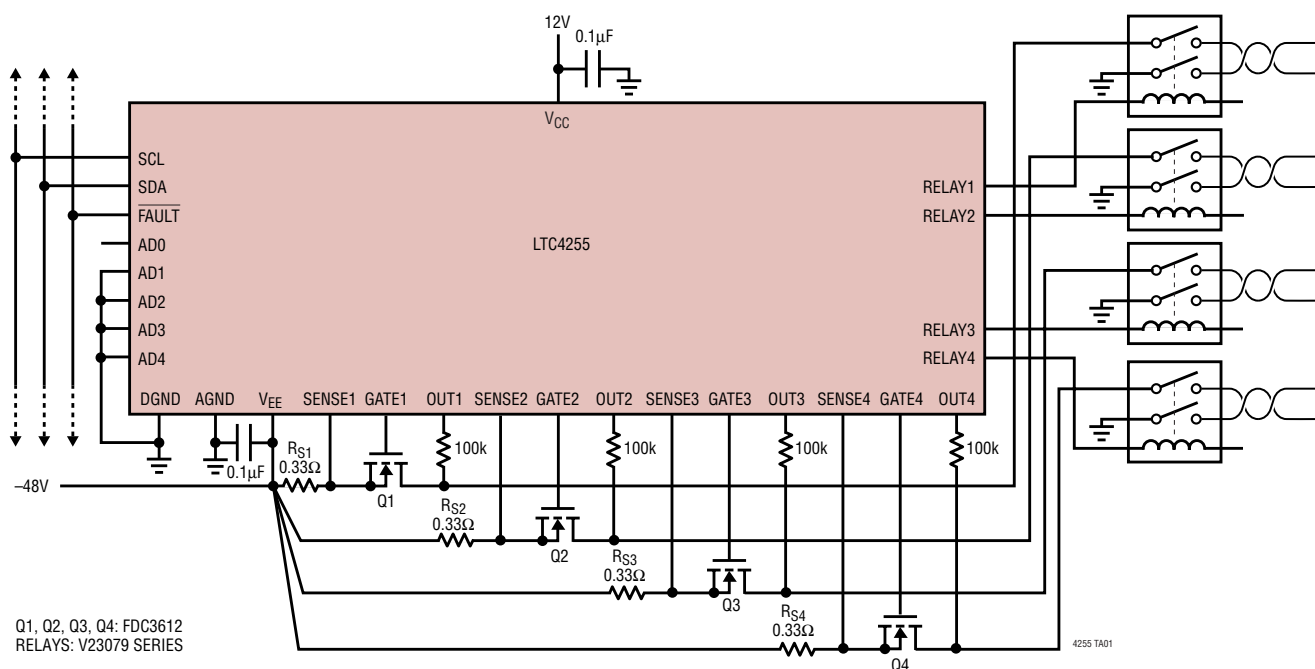 12V
0.1µF
VCC
SCL
SDA
FAULT
AD0
AD1
AD2
AD3
AD4
LTC4255
RELAY1
RELAY2
RELAY3
RELAY4
DGND AGND VEE SENSE1 GATE1 OUT1 SENSE2 GATE2 OUT2 SENSE3 GATE3 OUT3 SENSE4 GATE4 OUT4
0.1µF
RS1
0.33Ω
100k
100k
100k
100k
–48V
Q1
RS2
0.33Ω
Q2
RS3
0.33Ω
Q3
RS4
0.33Ω
Q4
Q1, Q2, Q3, Q4: FDC3612
RELAYS: V23079 SERIES
4255 TA01